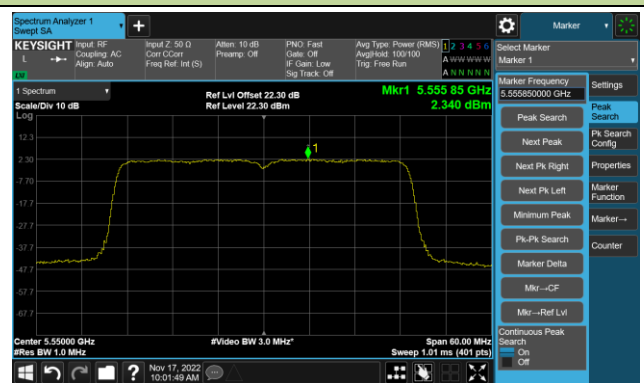 Spectrum Analyzer 1
Swept SA
Marker
KEYSIGHT
L
LV
Input: RF
Coupling: AC
Align: Auto
Input Z: 50 Ω
Corr CCorr
Freq Ref: Int (S)
Atten: 10 dB
Preamp: Off
PNO: Fast
Gate: Off
IF Gain: Low
Sig Track: Off
Avg Type: Power (RMS)
Avg|Hold: 100/100
Trig: Free Run
1 2 3 4 5 6
A W W W W W
A N N N N N
Select Marker
Marker 1
1 Spectrum
Scale/Div 10 dB
Log
Ref Lvl Offset 22.30 dB
Ref Level 22.30 dBm
Mkr1 5.555 85 GHz
2.340 dBm
12.3
2.30
-7.70
-17.7
-27.7
-37.7
-47.7
-57.7
-67.7
1
Center 5.55000 GHz
#Res BW 1.0 MHz
#Video BW 3.0 MHz*
Span 60.00 MHz
Sweep 1.01 ms (401 pts)
Marker Frequency
5.555850000 GHz
Peak Search
Next Peak
Next Pk Right
Next Pk Left
Minimum Peak
Pk-Pk Search
Marker Delta
Mkr→CF
Mkr→Ref Lvl
Continuous Peak
Search
On
Off
Settings
Peak
Search
Pk Search
Config
Properties
Marker
Function
Marker→
Counter
Nov 17, 2022
10:01:49 AM